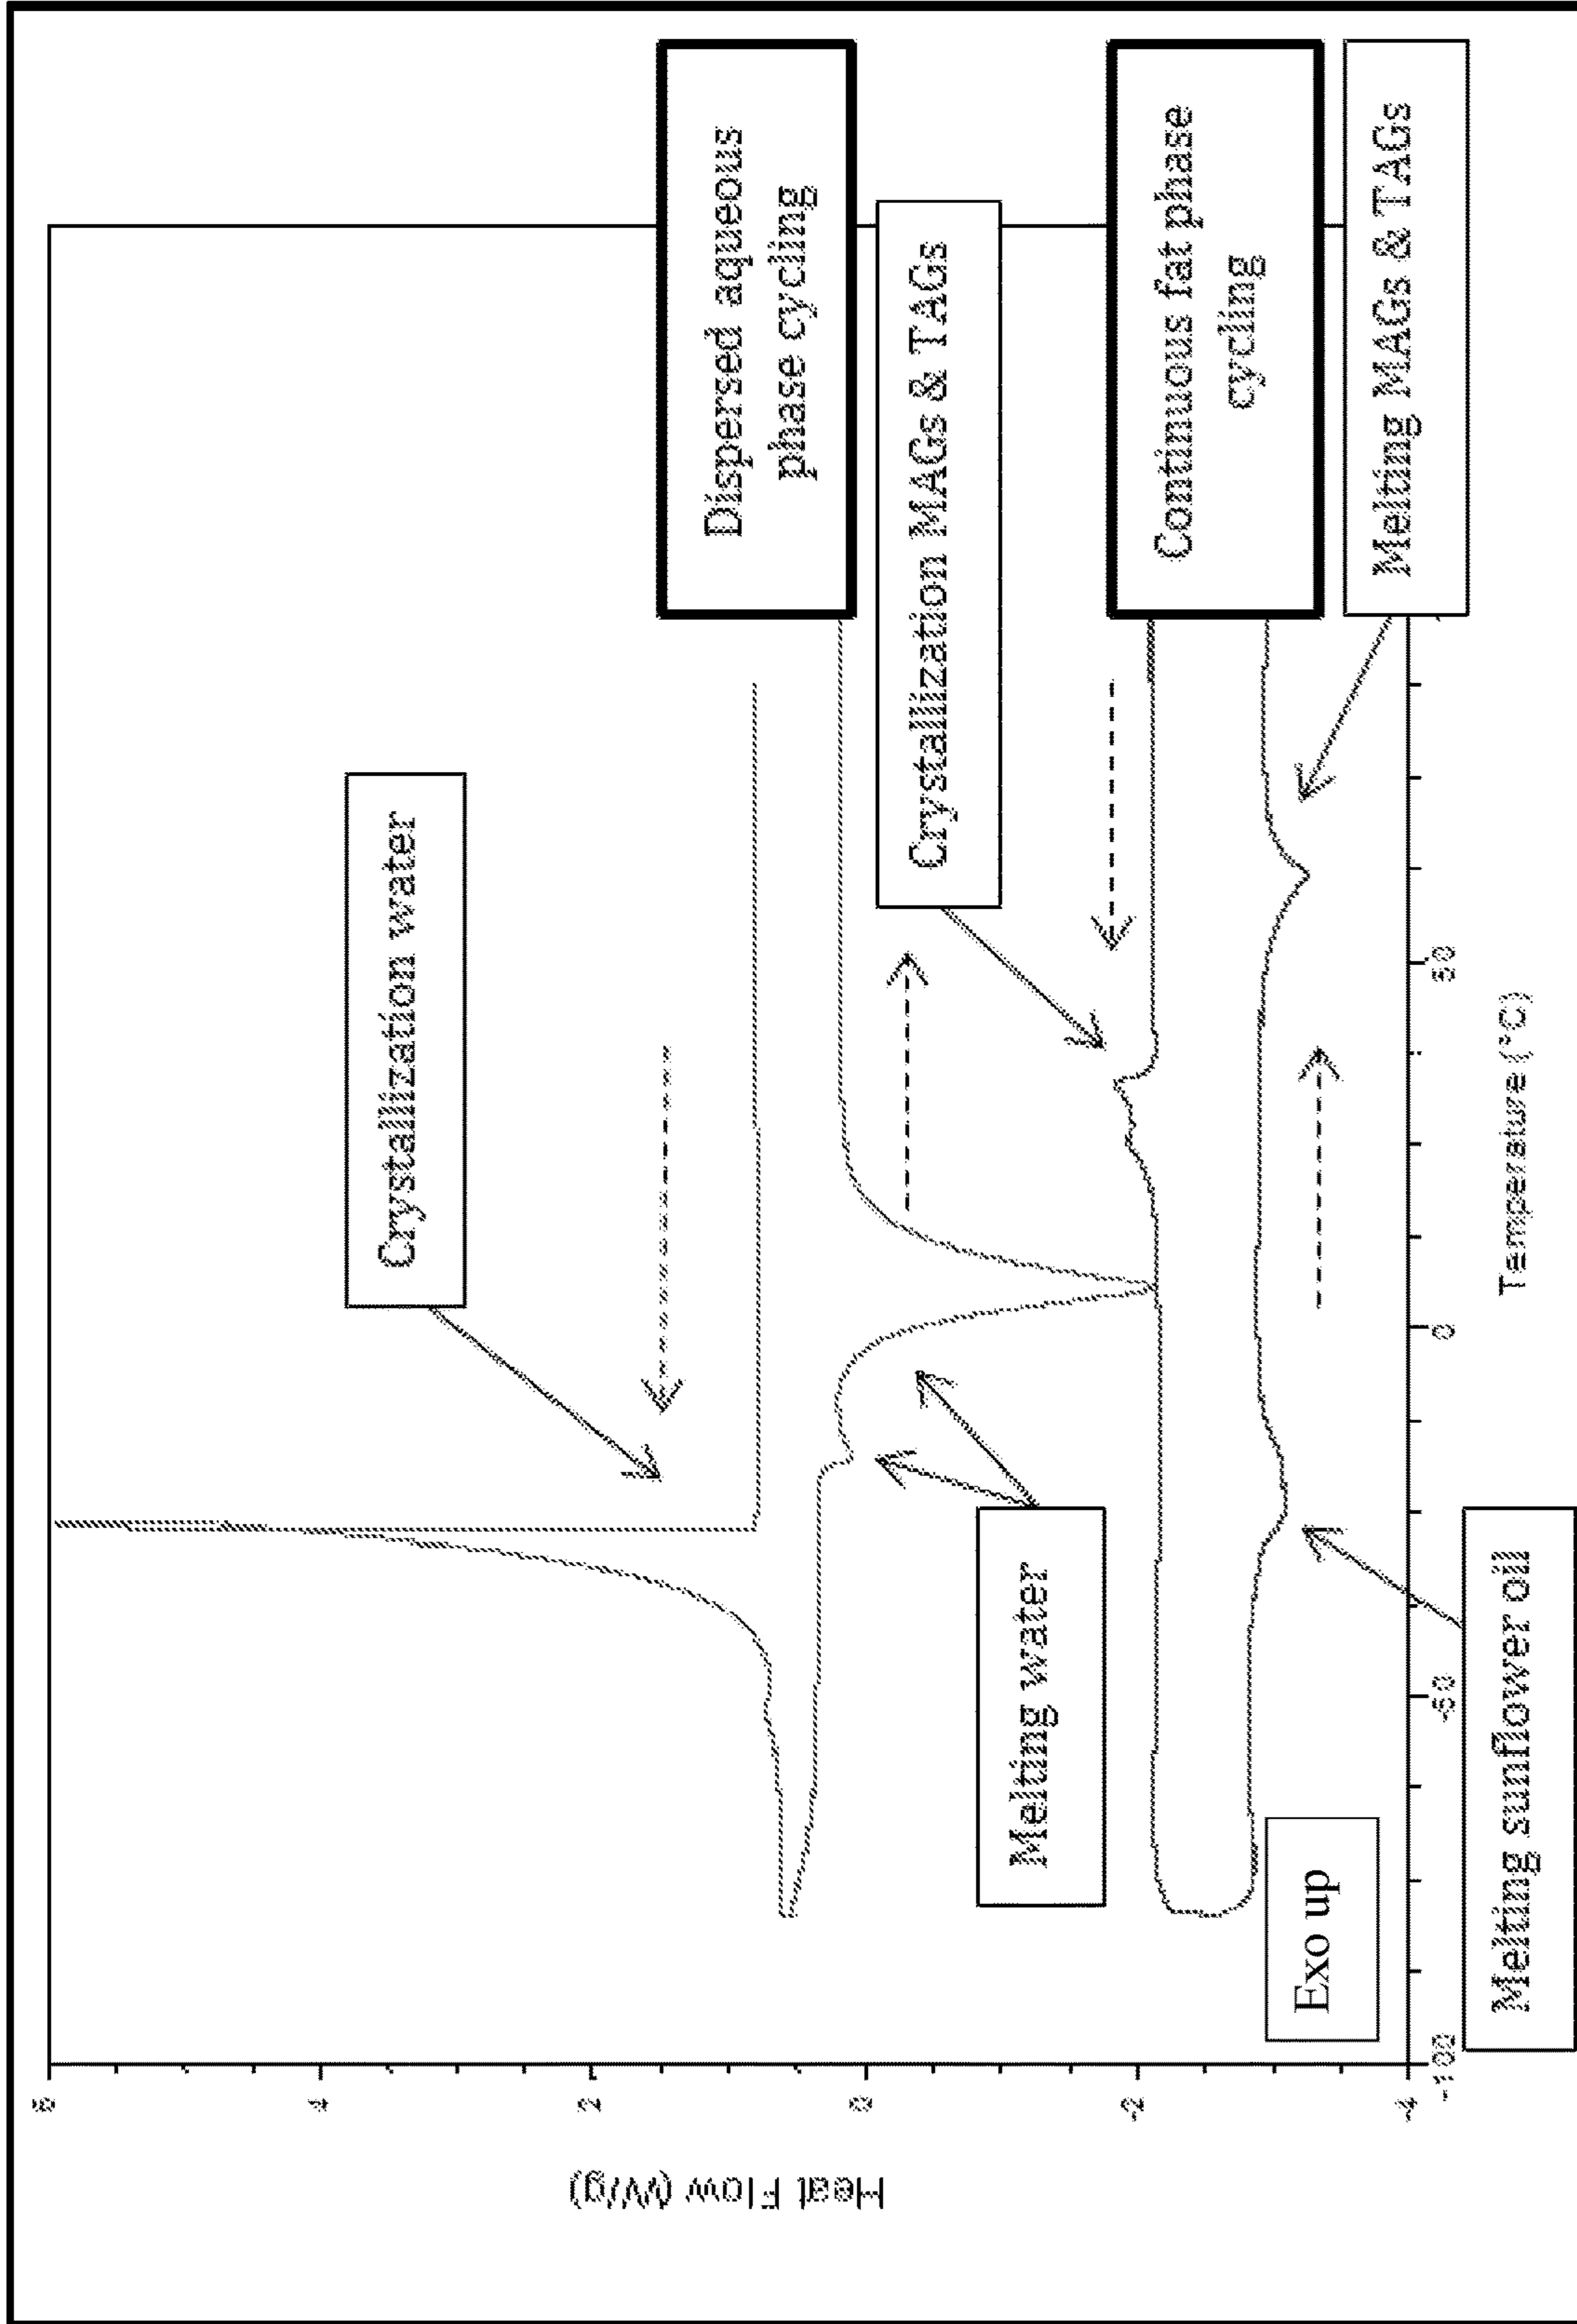 Crystallization water
Dispersed aqueous
phase cycling
Crystallization MAGs & TAGs
Melting water
Continuous fat phase
cycling
Exo up
Melting sunflower oil
Melting MAGs & TAGs
Heat Flow (W/g)
6
4
2
0
-2
-4
-100
-50
0
50
Temperature (°C)